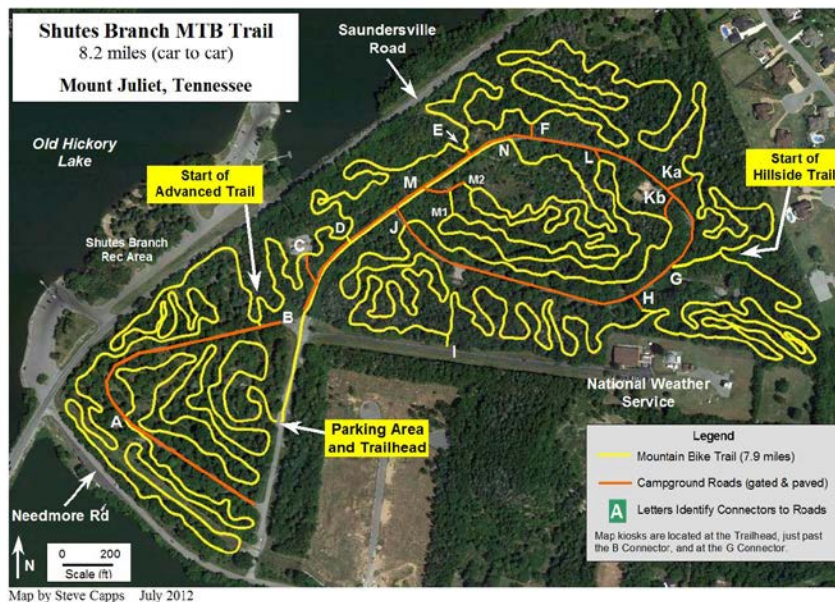 Shutes Branch MTB Trail
8.2 miles (car to car)
Mount Juliet, Tennessee
Saundersville
Road
Old Hickory
Lake
Start of
Advanced Trail
Shutes Branch
Rec Area
E
F
N
L
M
M2
Ka
Kb
Start of
Hillside Trail
M1
D
J
C
G
B
H
I
National Weather
Service
Parking Area
and Trailhead
A
Needmore Rd
N
0 200
Scale (ft)
Legend
Mountain Bike Trail (7.9 miles)
Campground Roads (gated & paved)
A Letters Identify Connectors to Roads
Map kiosks are located at the Trailhead, just past
the B Connector, and at the G Connector.
Map by Steve Capps July 2012